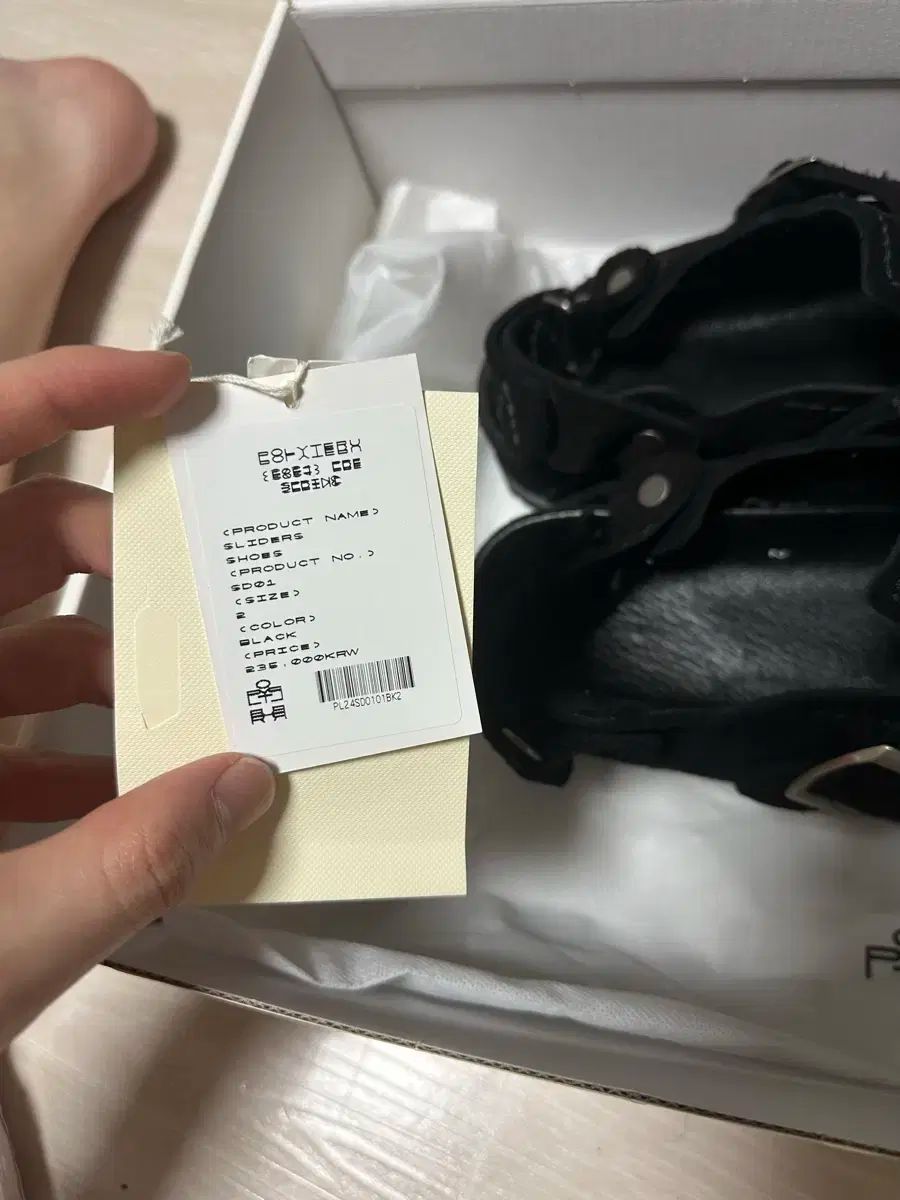 <PRODUCT NAME>
SLIDERS
SHOES
<PRODUCT NO.>
SD01
<SIZE>
2
<COLOR>
BLACK
<PRICE>
235.000KRW
PL24SD0101BK2